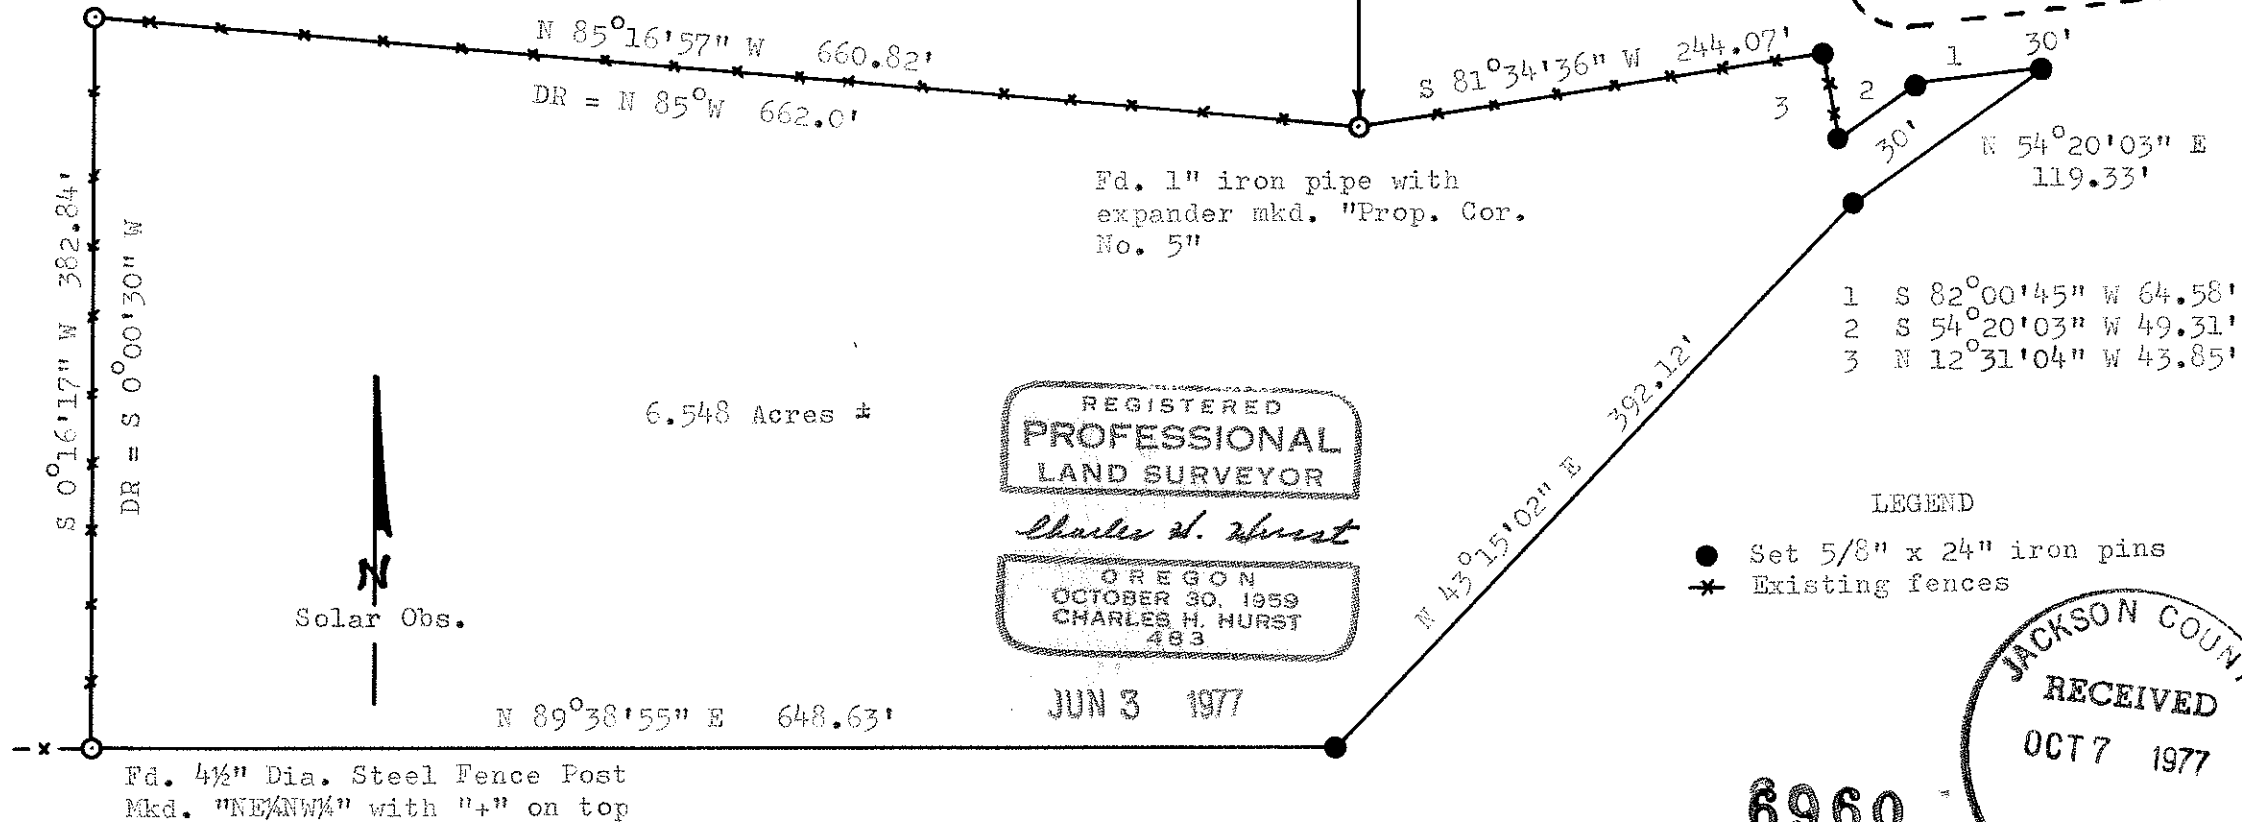 N 85°16'57" W 660.82'
DR = N 85°W 662.0'
S 81°34'36" W 244.07'
1
30'
2
3
30'
N 54°20'03" E
119.33'
Fd. 1" iron pipe with
expander mkd. "Prop. Cor.
No. 5"
S 0°16'17" W 382.84'
DR = S 0°00'30" W
1 S 82°00'45" W 64.58'
2 S 54°20'03" W 49.31'
3 N 12°31'04" W 43.85'
6.548 Acres ±
REGISTERED
PROFESSIONAL
LAND SURVEYOR
Charles H. Hurst
OREGON
OCTOBER 30, 1959
CHARLES H. HURST
483
JUN 3 1977
N 43°15'02" E 392.12'
LEGEND
Set 5/8" x 24" iron pins
Existing fences
N
Solar Obs.
N 89°38'55" E 648.63'
Fd. 4½" Dia. Steel Fence Post
Mkd. "NE¼NW¼" with "+" on top
JACKSON COUN
RECEIVED
OCT 7 1977
6960